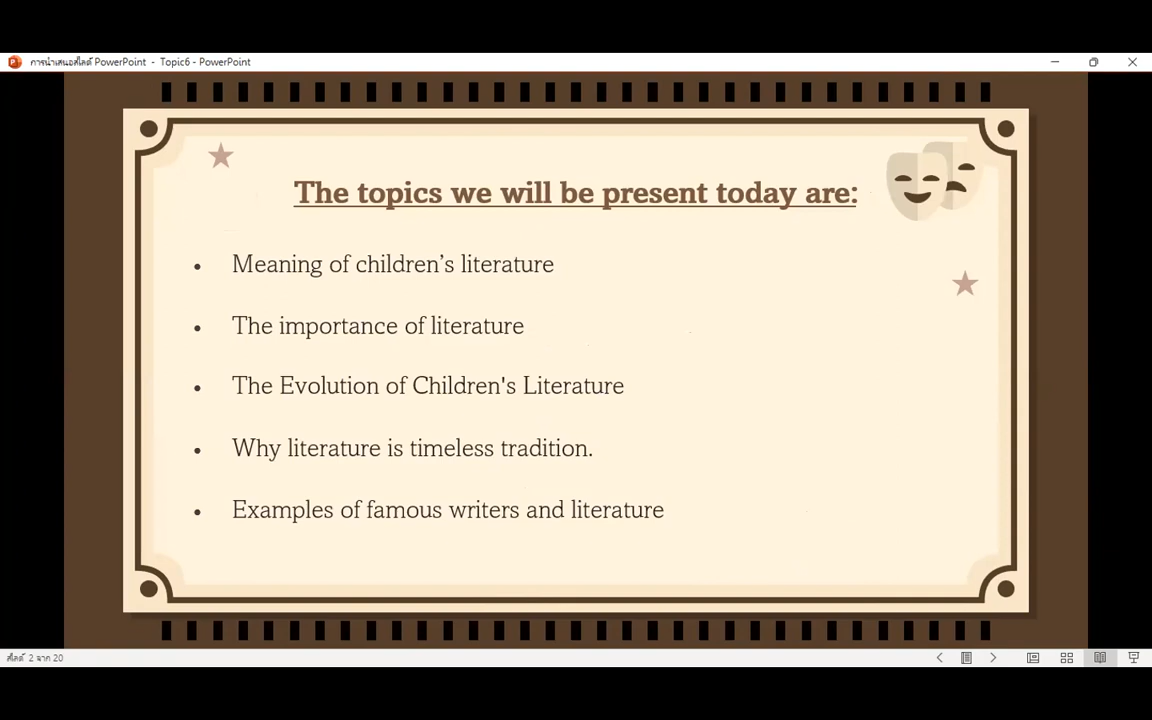 การนำเสนอสไลด์ PowerPoint - Topic6 - PowerPoint
The topics we will be present today are:
• Meaning of children’s literature
• The importance of literature
• The Evolution of Children's Literature
• Why literature is timeless tradition.
• Examples of famous writers and literature
สไลด์ 2 จาก 20